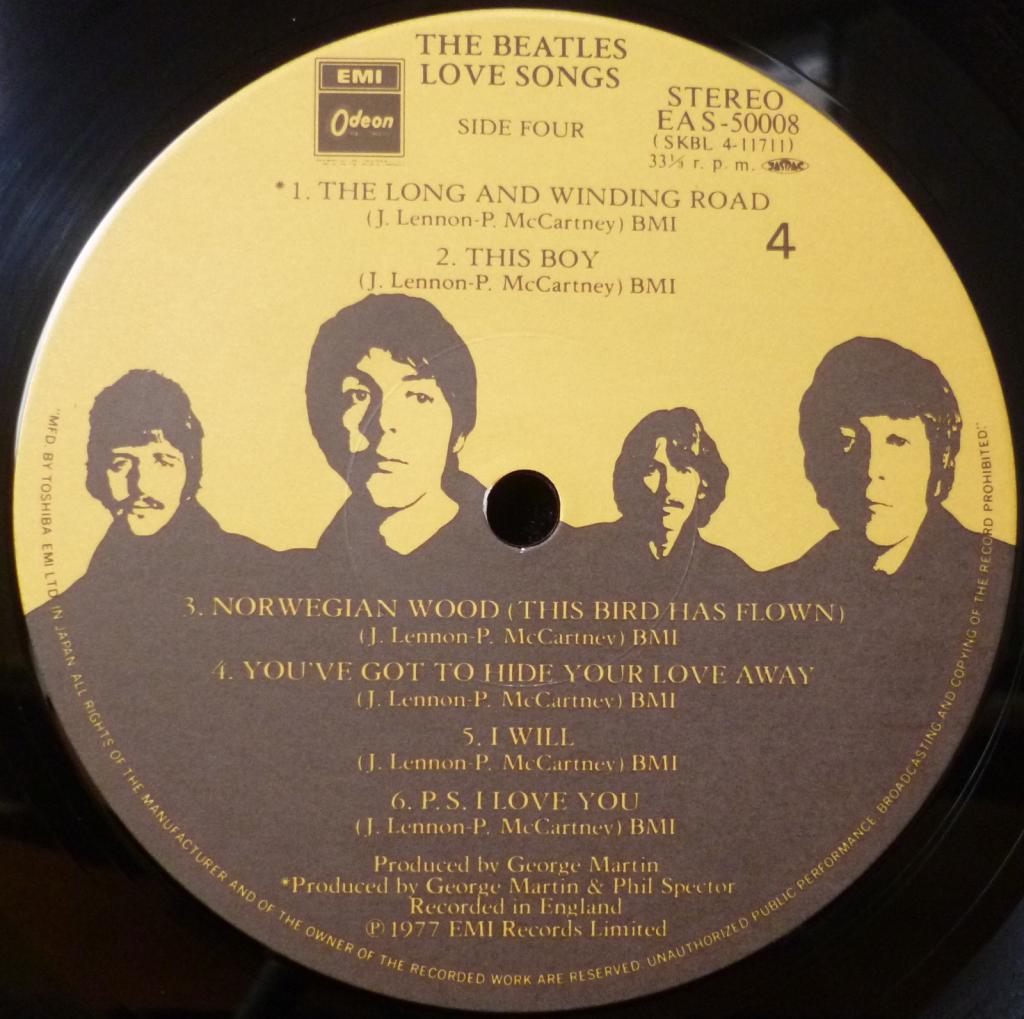 THE BEATLES
LOVE SONGS
EMI
Odeon
SIDE FOUR
STEREO
EAS-50008
(SKBL 4-11711)
33⅓ r. p. m. JASRAC
*1. THE LONG AND WINDING ROAD
(J. Lennon-P. McCartney) BMI
4
2. THIS BOY
(J. Lennon-P. McCartney) BMI
3. NORWEGIAN WOOD (THIS BIRD HAS FLOWN)
(J. Lennon-P. McCartney) BMI
4. YOU'VE GOT TO HIDE YOUR LOVE AWAY
(J. Lennon-P. McCartney) BMI
5. I WILL
(J. Lennon-P. McCartney) BMI
6. P.S. I LOVE YOU
(J. Lennon-P. McCartney) BMI
Produced by George Martin
*Produced by George Martin & Phil Spector
Recorded in England
℗ 1977 EMI Records Limited
"MFD. BY TOSHIBA EMI LTD. IN JAPAN ALL RIGHTS OF THE MANUFACTURER AND OF THE OWNER OF THE RECORDED WORK ARE RESERVED. UNAUTHORIZED PUBLIC PERFORMANCE BROADCASTING AND COPYING OF THE RECORD PROHIBITED."